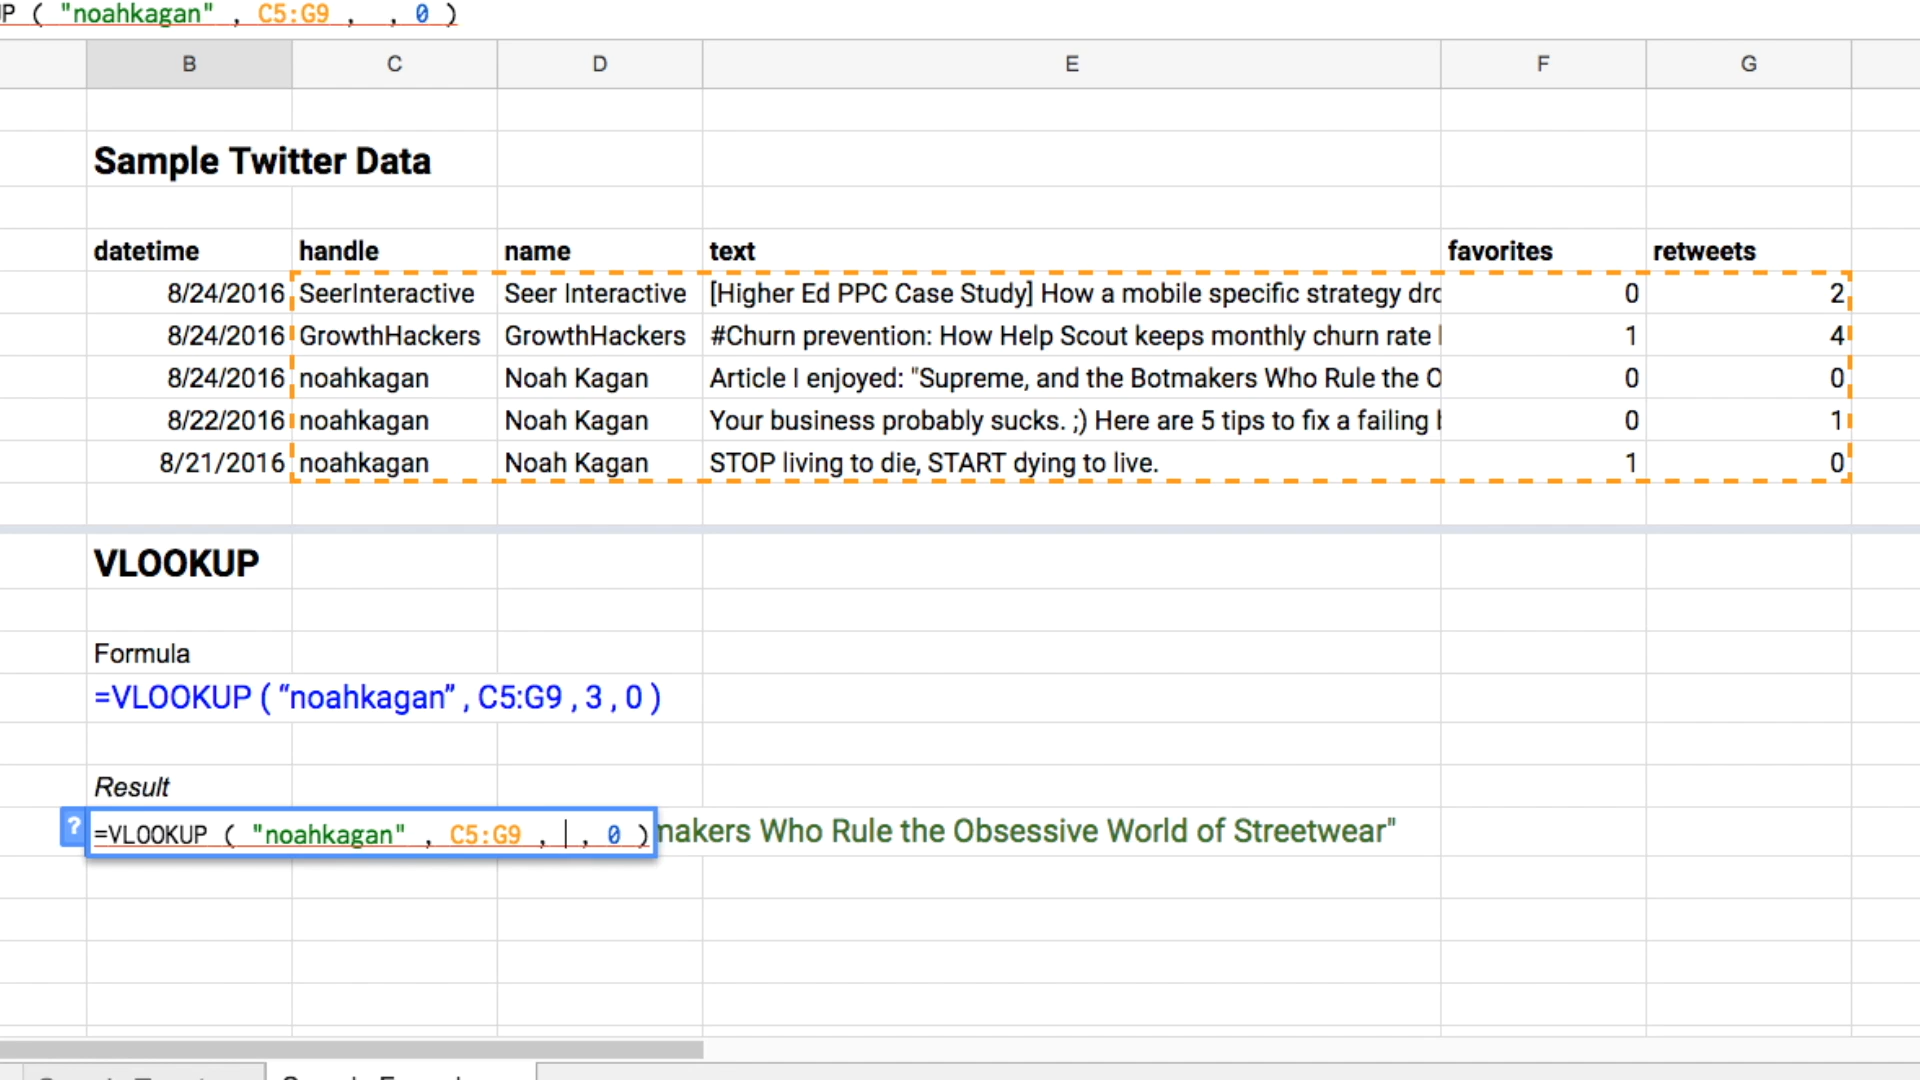 P ( "noahkagan" , C5:G9 , , 0 )
B C D E F G
Sample Twitter Data
datetime handle name text favorites retweets
8/24/2016 SeerInteractive Seer Interactive [Higher Ed PPC Case Study] How a mobile specific strategy 0 2
8/24/2016 GrowthHackers GrowthHackers #Churn prevention: How Help Scout keeps monthly churn rate 1 4
8/24/2016 noahkagan Noah Kagan Article I enjoyed: "Supreme, and the Botmakers Who Rule the O 0 0
8/22/2016 noahkagan Noah Kagan Your business probably sucks. ;) Here are 5 tips to fix a failing 0 1
8/21/2016 noahkagan Noah Kagan STOP living to die, START dying to live. 1 0
VLOOKUP
Formula
=VLOOKUP ( “noahkagan” , C5:G9 , 3 , 0 )
Result
? =VLOOKUP ( "noahkagan" , C5:G9 , , 0 ) makers Who Rule the Obsessive World of Streetwear"